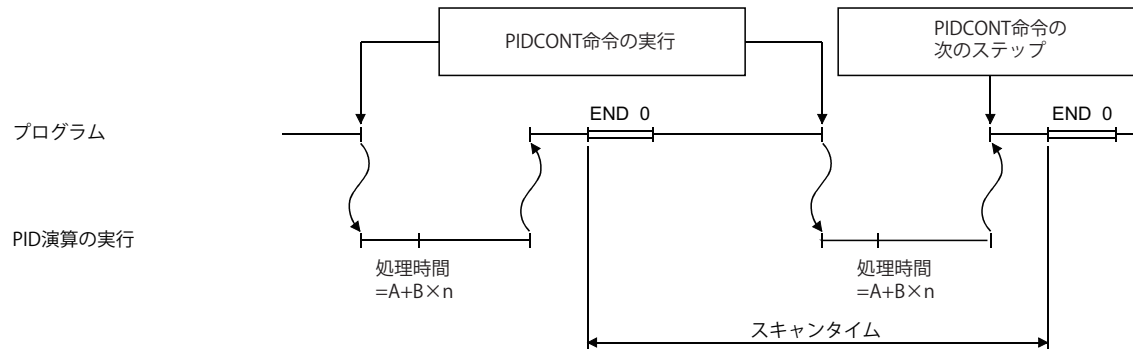 PIDCONT命令の実行
PIDCONT命令の
次のステップ
END 0
END 0
プログラム
PID演算の実行
処理時間
=A+B×n
処理時間
=A+B×n
スキャンタイム